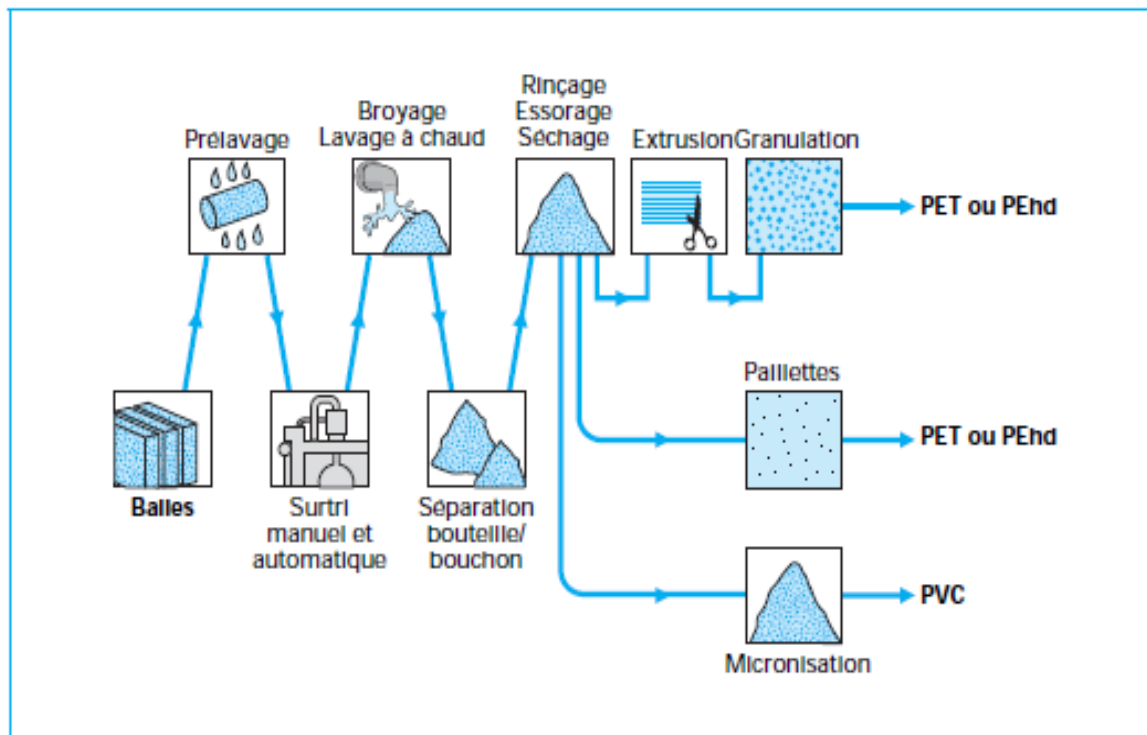 Prélavage
Broyage
Lavage à chaud
Rinçage
Essorage
Séchage
Extrusion
Granulation
PET ou PEhd
Balles
Surtri
manuel et
automatique
Séparation
bouteille/
bouchon
Paillettes
PET ou PEhd
PVC
Micronisation